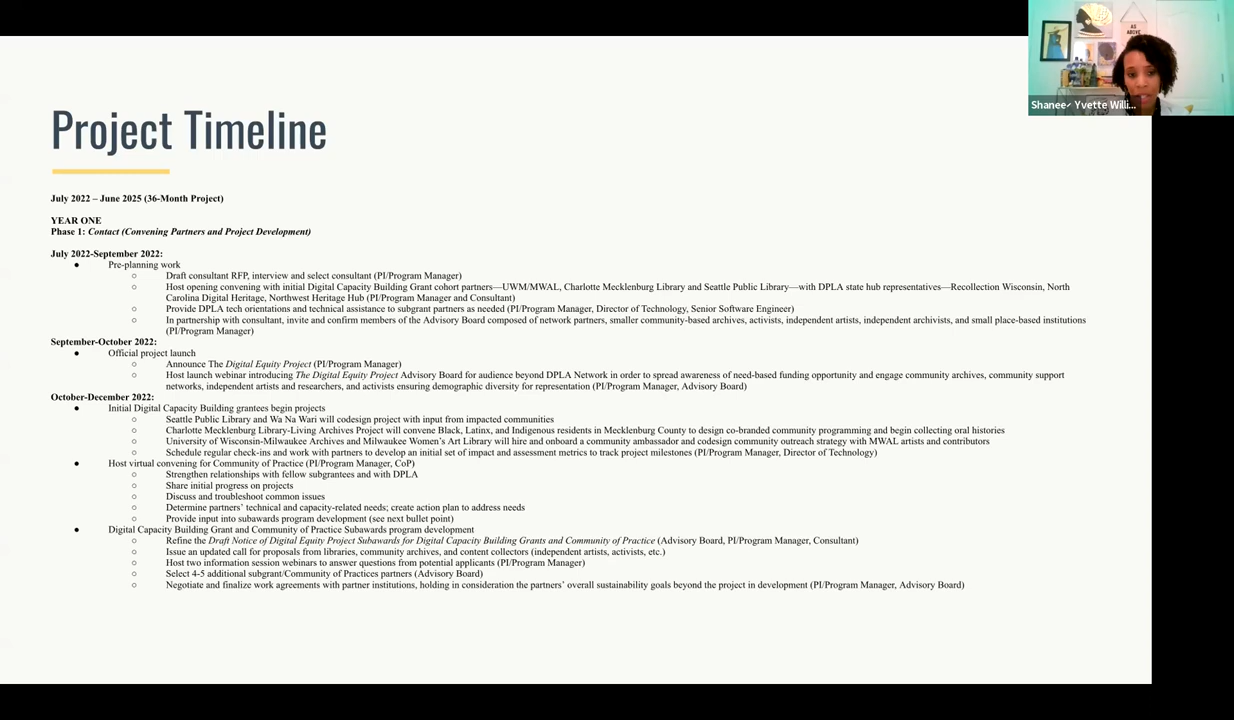 AS
ABOVE
Shanee Yvette Willi...
Project Timeline
July 2022 – June 2025 (36-Month Project)
YEAR ONE
Phase 1: Contact (Convening Partners and Project Development)
July 2022-September 2022:
● Pre-planning work
○ Draft consultant RFP, interview and select consultant (PI/Program Manager)
○ Host opening convening with initial Digital Capacity Building Grant cohort partners—UWM/MWAL, Charlotte Mecklenburg Library and Seattle Public Library—with DPLA state hub representatives—Recollection Wisconsin, North
Carolina Digital Heritage, Northwest Heritage Hub (PI/Program Manager and Consultant)
○ Provide DPLA tech orientations and technical assistance to subgrant partners as needed (PI/Program Manager, Director of Technology, Senior Software Engineer)
○ In partnership with consultant, invite and confirm members of the Advisory Board composed of network partners, smaller community-based archives, activists, independent artists, independent archivists, and small place-based institutions
(PI/Program Manager)
September-October 2022:
● Official project launch
○ Announce The Digital Equity Project (PI/Program Manager)
○ Host launch webinar introducing The Digital Equity Project Advisory Board for audience beyond DPLA Network in order to spread awareness of need-based funding opportunity and engage community archives, community support
networks, independent artists and researchers, and activists ensuring demographic diversity for representation (PI/Program Manager, Advisory Board)
October-December 2022:
● Initial Digital Capacity Building grantees begin projects
○ Seattle Public Library and Wa Na Wari will codesign project with input from impacted communities
○ Charlotte Mecklenburg Library-Living Archives Project will convene Black, Latinx, and Indigenous residents in Mecklenburg County to design co-branded community programming and begin collecting oral histories
○ University of Wisconsin-Milwaukee Archives and Milwaukee Women's Art Library will hire and onboard a community ambassador and codesign community outreach strategy with MWAL artists and contributors
○ Schedule regular check-ins and work with partners to develop an initial set of impact and assessment metrics to track project milestones (PI/Program Manager, Director of Technology)
● Host virtual convening for Community of Practice (PI/Program Manager, CoP)
○ Strengthen relationships with fellow subgrantees and with DPLA
○ Share initial progress on projects
○ Discuss and troubleshoot common issues
○ Determine partners' technical and capacity-related needs; create action plan to address needs
○ Provide input into subawards program development (see next bullet point)
● Digital Capacity Building Grant and Community of Practice Subawards program development
○ Refine the Draft Notice of Digital Equity Project Subawards for Digital Capacity Building Grants and Community of Practice (Advisory Board, PI/Program Manager, Consultant)
○ Issue an updated call for proposals from libraries, community archives, and content collectors (independent artists, activists, etc.)
○ Host two information session webinars to answer questions from potential applicants (PI/Program Manager)
○ Select 4-5 additional subgrant/Community of Practices partners (Advisory Board)
○ Negotiate and finalize work agreements with partner institutions, holding in consideration the partners' overall sustainability goals beyond the project in development (PI/Program Manager, Advisory Board)